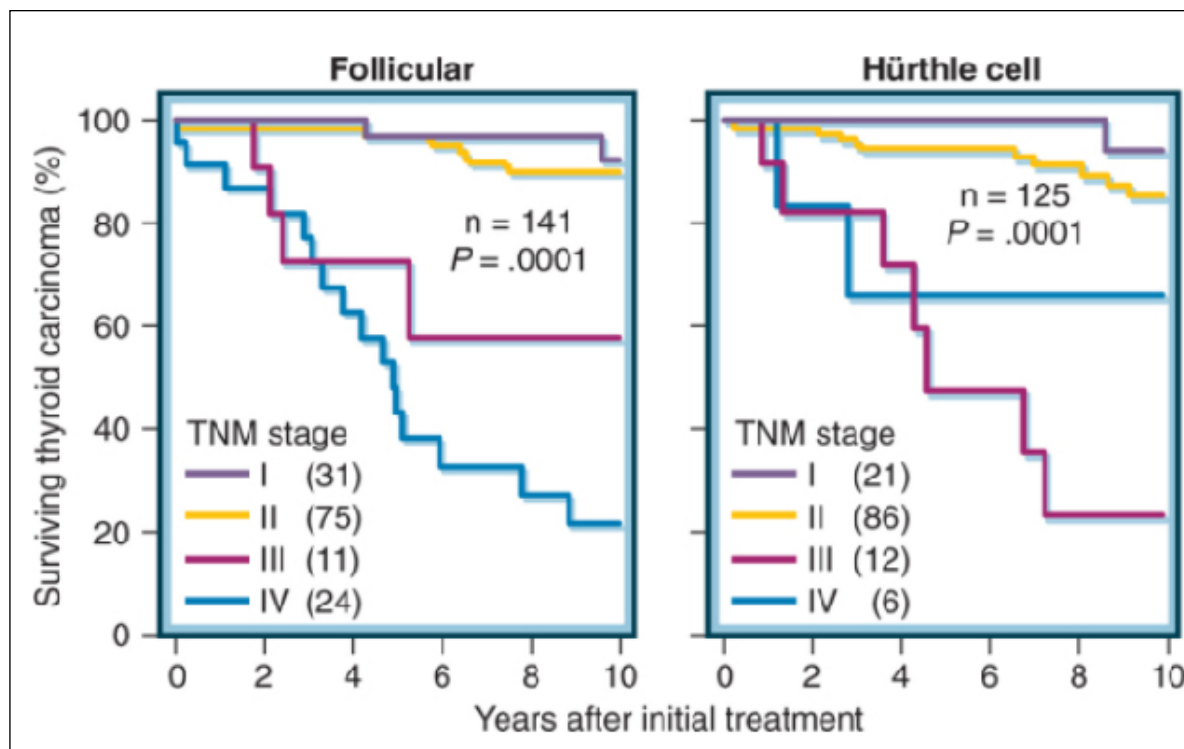 Follicular
Hürthle cell
Surviving thyroid carcinoma (%)
100
80
60
40
20
0
n = 141
P = .0001
TNM stage
I (31)
II (75)
III (11)
IV (24)
0 2 4 6 8 10
n = 125
P = .0001
TNM stage
I (21)
II (86)
III (12)
IV (6)
0 2 4 6 8 10
Years after initial treatment